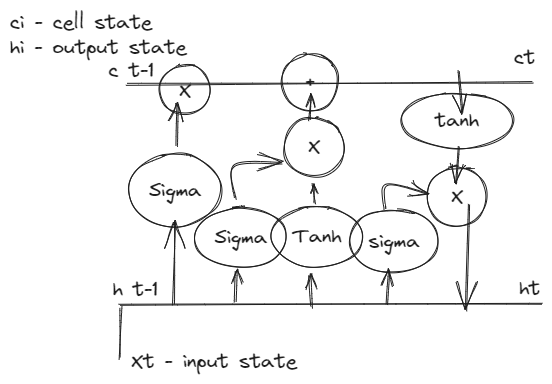 ci - cell state
hi - output state
c t-1
ct
X
+
tanh
X
Sigma
X
Sigma
Tanh
sigma
h t-1
ht
Xt - input state